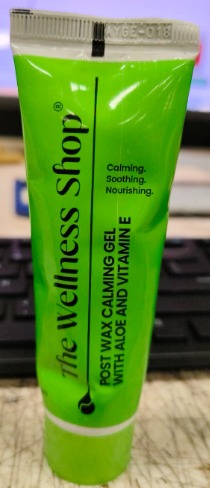 The Wellness Shop®
Calming.
Soothing.
Nourishing.
POST WAX CALMING GEL
WITH ALOE AND VITAMIN E